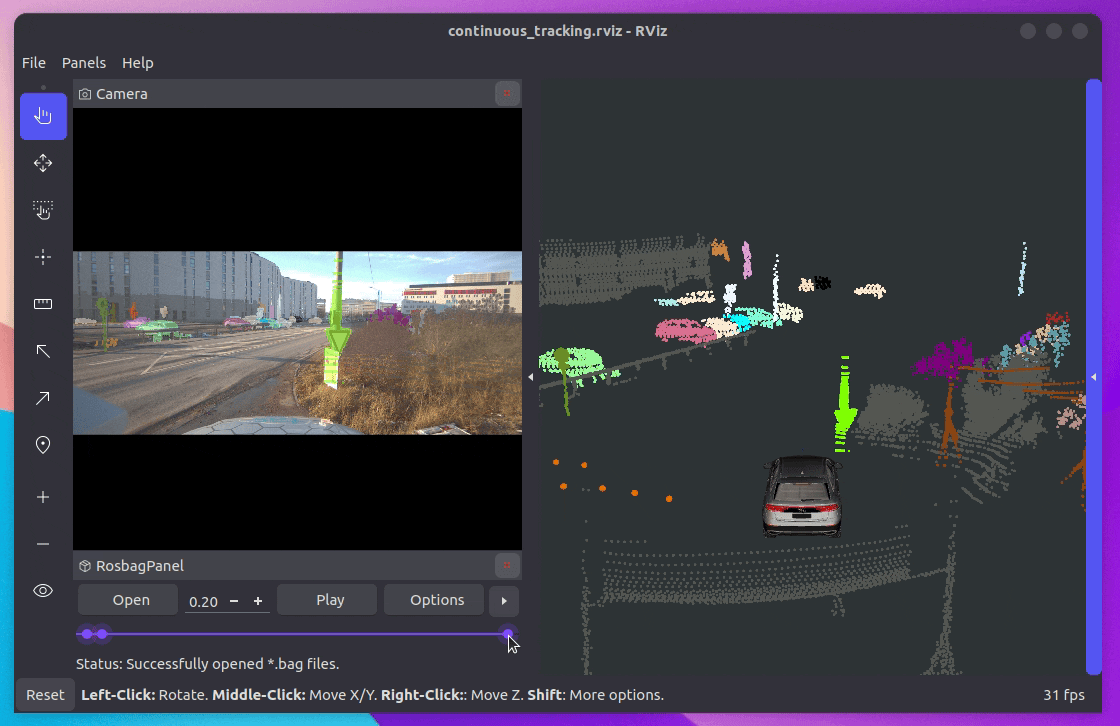 continuous_tracking.rviz - RViz
File Panels Help
Camera
RosbagPanel
Open 0.20 − + Play Options
Status: Successfully opened *.bag files.
Reset Left-Click: Rotate. Middle-Click: Move X/Y. Right-Click:: Move Z. Shift: More options. 31 fps